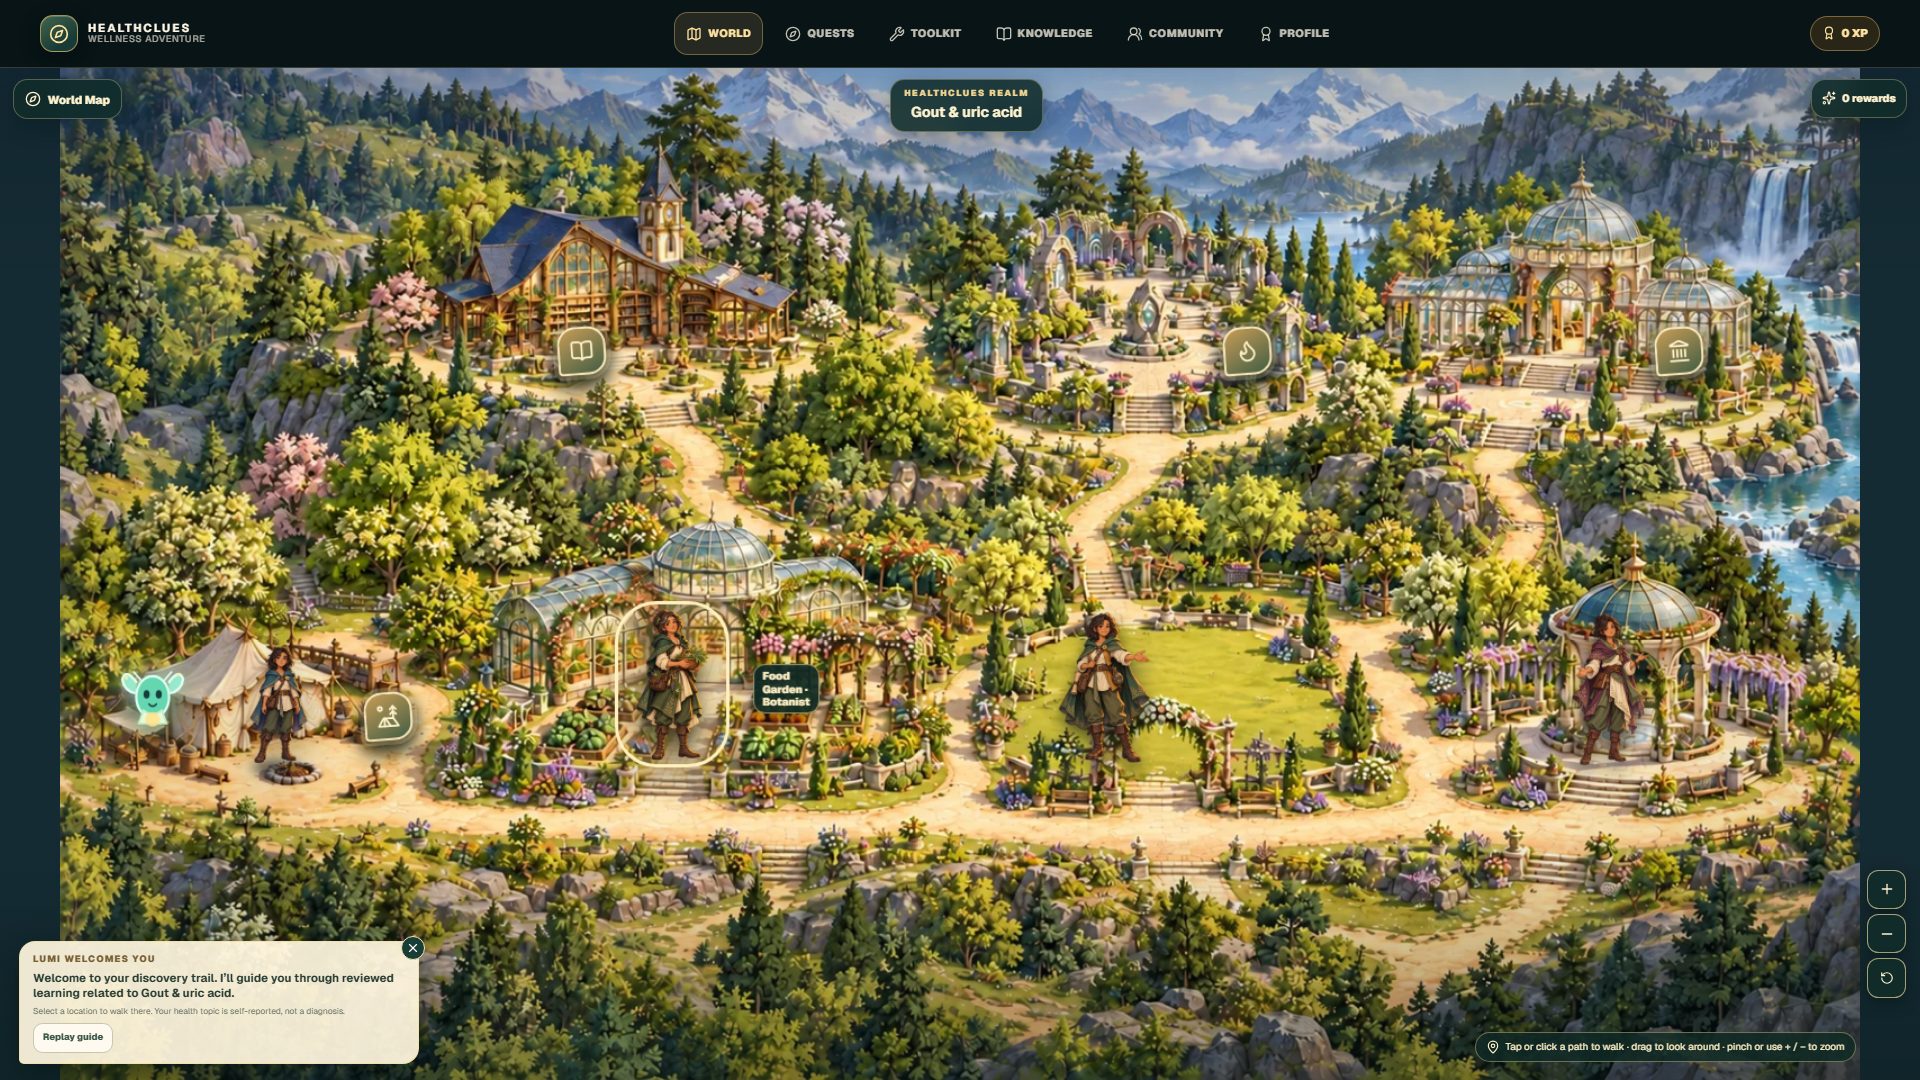 HEALTHCLUES
WELLNESS ADVENTURE
WORLD
QUESTS
TOOLKIT
KNOWLEDGE
COMMUNITY
PROFILE
0 XP
World Map
HEALTHCLUES REALM
Gout & uric acid
0 rewards
Food
Garden ·
Botanist
LUMI WELCOMES YOU
Welcome to your discovery trail. I'll guide you through reviewed
learning related to Gout & uric acid.
Select a location to walk there. Your health topic is self-reported, not a diagnosis.
Replay guide
Tap or click a path to walk · drag to look around · pinch or use + / − to zoom